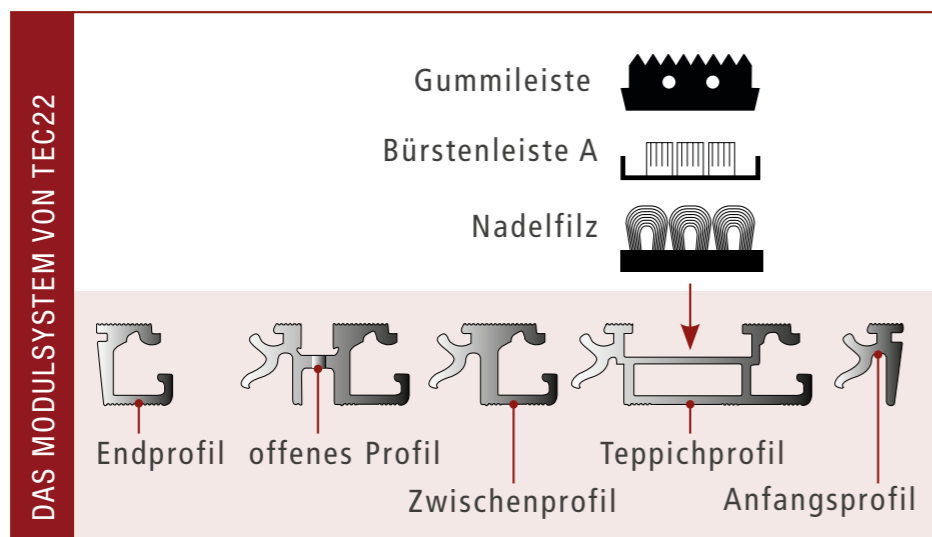 DAS MODULSYSTEM VON TEC22
Gummileiste
Bürstenleiste A
Nadelfilz
Endprofil
offenes Profil
Zwischenprofil
Teppichprofil
Anfangsprofil